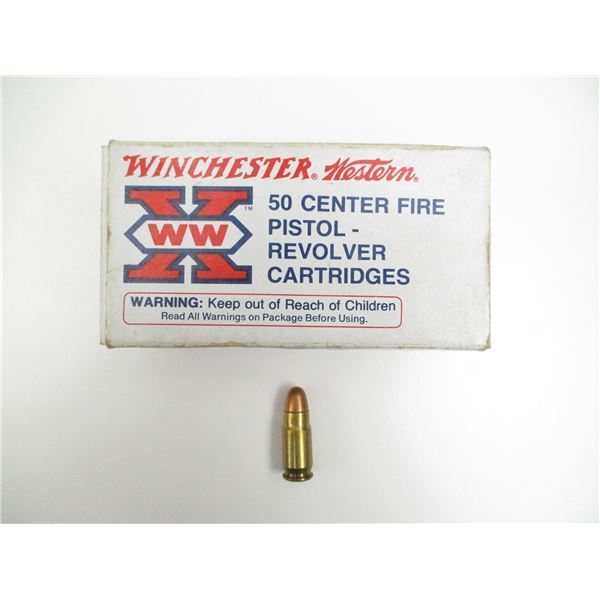 WINCHESTER® Western®
X WW ™
50 CENTER FIRE
PISTOL -
REVOLVER
CARTRIDGES
WARNING: Keep out of Reach of Children
Read All Warnings on Package Before Using.